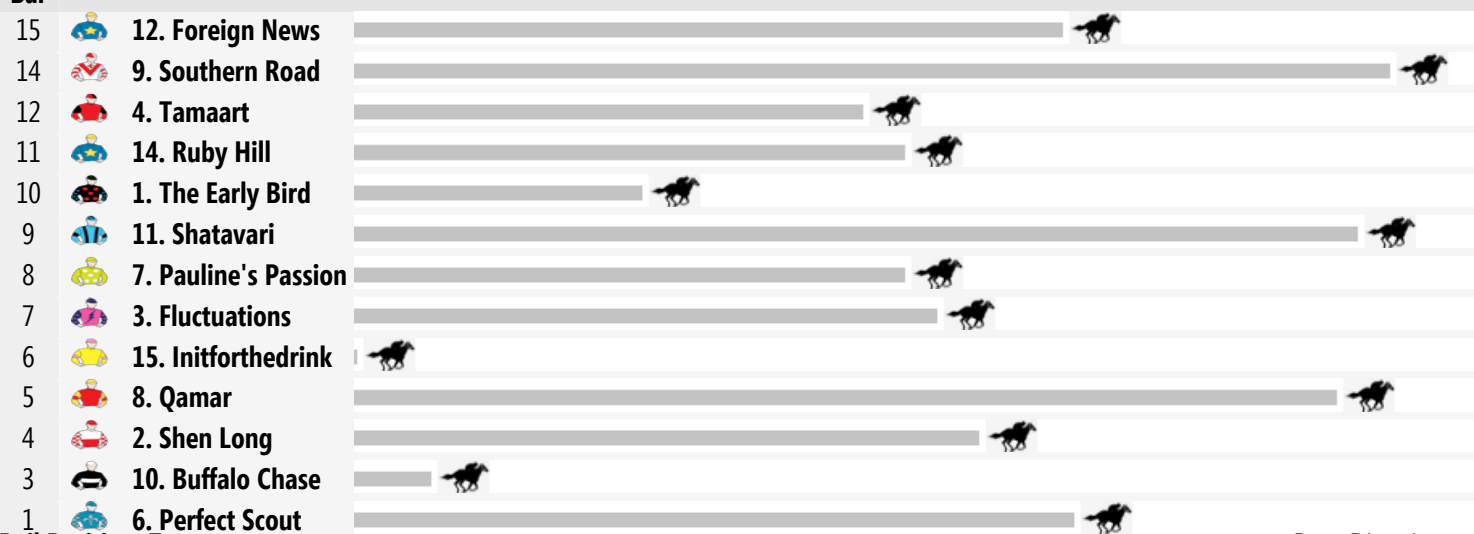 Bar
15 12. Foreign News
14 9. Southern Road
12 4. Tamaart
11 14. Ruby Hill
10 1. The Early Bird
9 11. Shatavari
8 7. Pauline's Passion
7 3. Fluctuations
6 15. Initforthedrink
5 8. Qamar
4 2. Shen Long
3 10. Buffalo Chase
1 6. Perfect Scout